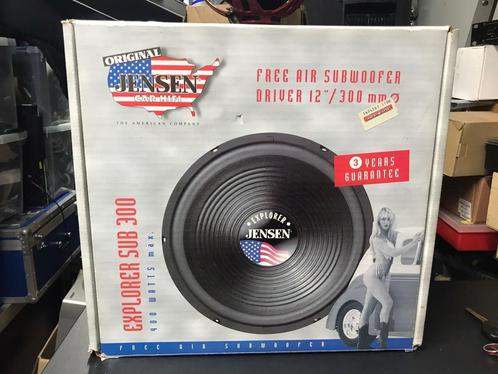 ORIGINAL
JENSEN
CAR HIFI
THE AMERICAN COMPANY
FREE AIR SUBWOOFER
DRIVER 12"/300 mm
3 YEARS
GUARANTEE
EXPLORER
JENSEN
EXPLORER SUB 300
400 WATTS max.
FREE AIR SUBWOOFER